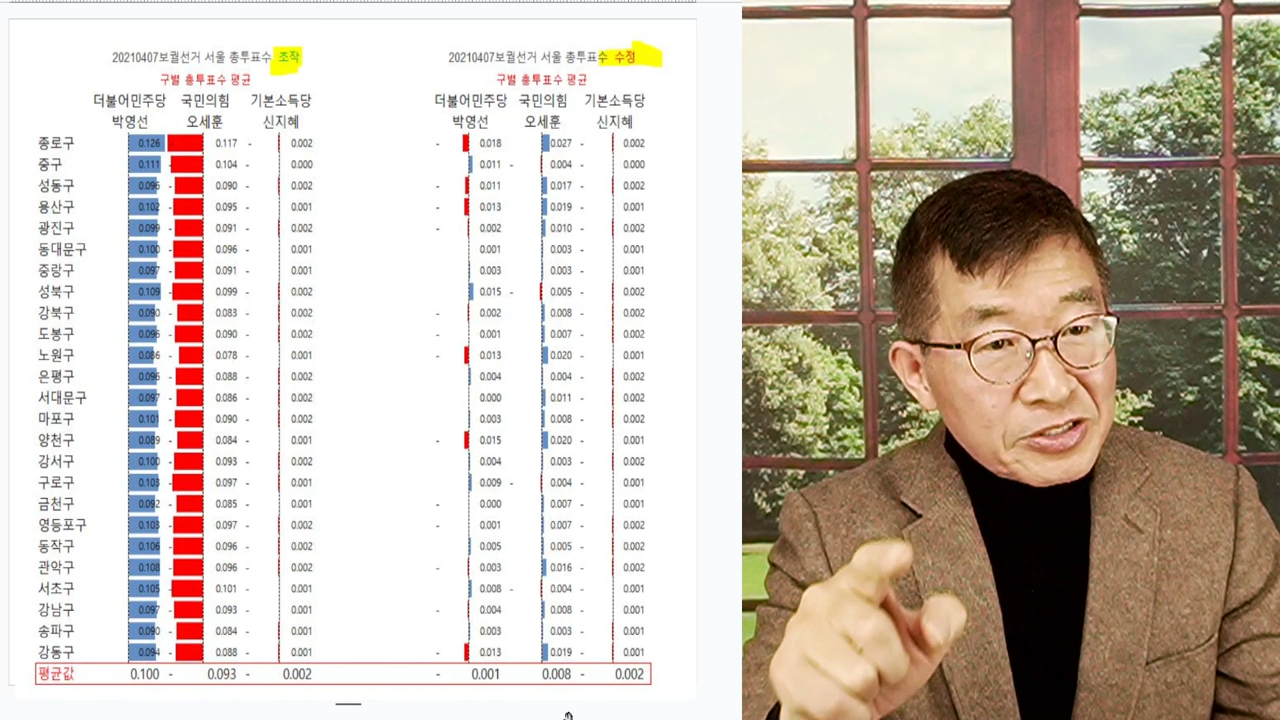 20210407보궐선거 서울 총투표수 조작 20210407보궐선거 서울 총투표수 수정
구별 총투표수 평균 구별 총투표수 평균
더불어민주당 국민의힘 기본소득당 더불어민주당 국민의힘 기본소득당
박영선 오세훈 신지혜 박영선 오세훈 신지혜
종로구 0.126 - 0.117 - 0.002 - 0.018 0.027 - 0.002
중구 0.111 - 0.104 - 0.000 0.011 - 0.004 - 0.000
성동구 0.096 - 0.090 - 0.002 - 0.011 0.017 - 0.002
용산구 0.102 - 0.095 - 0.001 - 0.013 0.019 - 0.001
광진구 0.099 - 0.091 - 0.002 - 0.002 0.010 - 0.002
동대문구 0.100 - 0.096 - 0.001 0.001 0.003 - 0.001
중랑구 0.097 - 0.091 - 0.001 0.003 0.003 - 0.001
성북구 0.109 - 0.099 - 0.002 0.015 - 0.005 - 0.002
강북구 0.090 - 0.083 - 0.002 - 0.002 0.008 - 0.002
도봉구 0.096 - 0.090 - 0.002 - 0.001 0.007 - 0.002
노원구 0.086 - 0.078 - 0.001 - 0.013 0.020 - 0.001
은평구 0.096 - 0.088 - 0.002 0.004 0.004 - 0.002
서대문구 0.097 - 0.086 - 0.002 0.000 0.011 - 0.002
마포구 0.101 - 0.090 - 0.002 0.003 0.008 - 0.002
양천구 0.089 - 0.084 - 0.001 - 0.015 0.020 - 0.001
강서구 0.100 - 0.093 - 0.002 0.004 0.003 - 0.002
구로구 0.103 - 0.097 - 0.001 0.009 - 0.004 - 0.001
금천구 0.092 - 0.085 - 0.001 - 0.000 0.007 - 0.001
영등포구 0.103 - 0.097 - 0.002 - 0.001 0.007 - 0.002
동작구 0.106 - 0.096 - 0.002 0.005 0.005 - 0.002
관악구 0.108 - 0.096 - 0.002 - 0.003 0.016 - 0.002
서초구 0.105 - 0.101 - 0.001 0.008 - 0.004 - 0.001
강남구 0.097 - 0.093 - 0.001 - 0.004 0.008 - 0.001
송파구 0.090 - 0.084 - 0.001 0.003 0.003 - 0.001
강동구 0.094 - 0.088 - 0.001 - 0.013 0.019 - 0.001
평균값 0.100 - 0.093 - 0.002 - 0.001 0.008 - 0.002